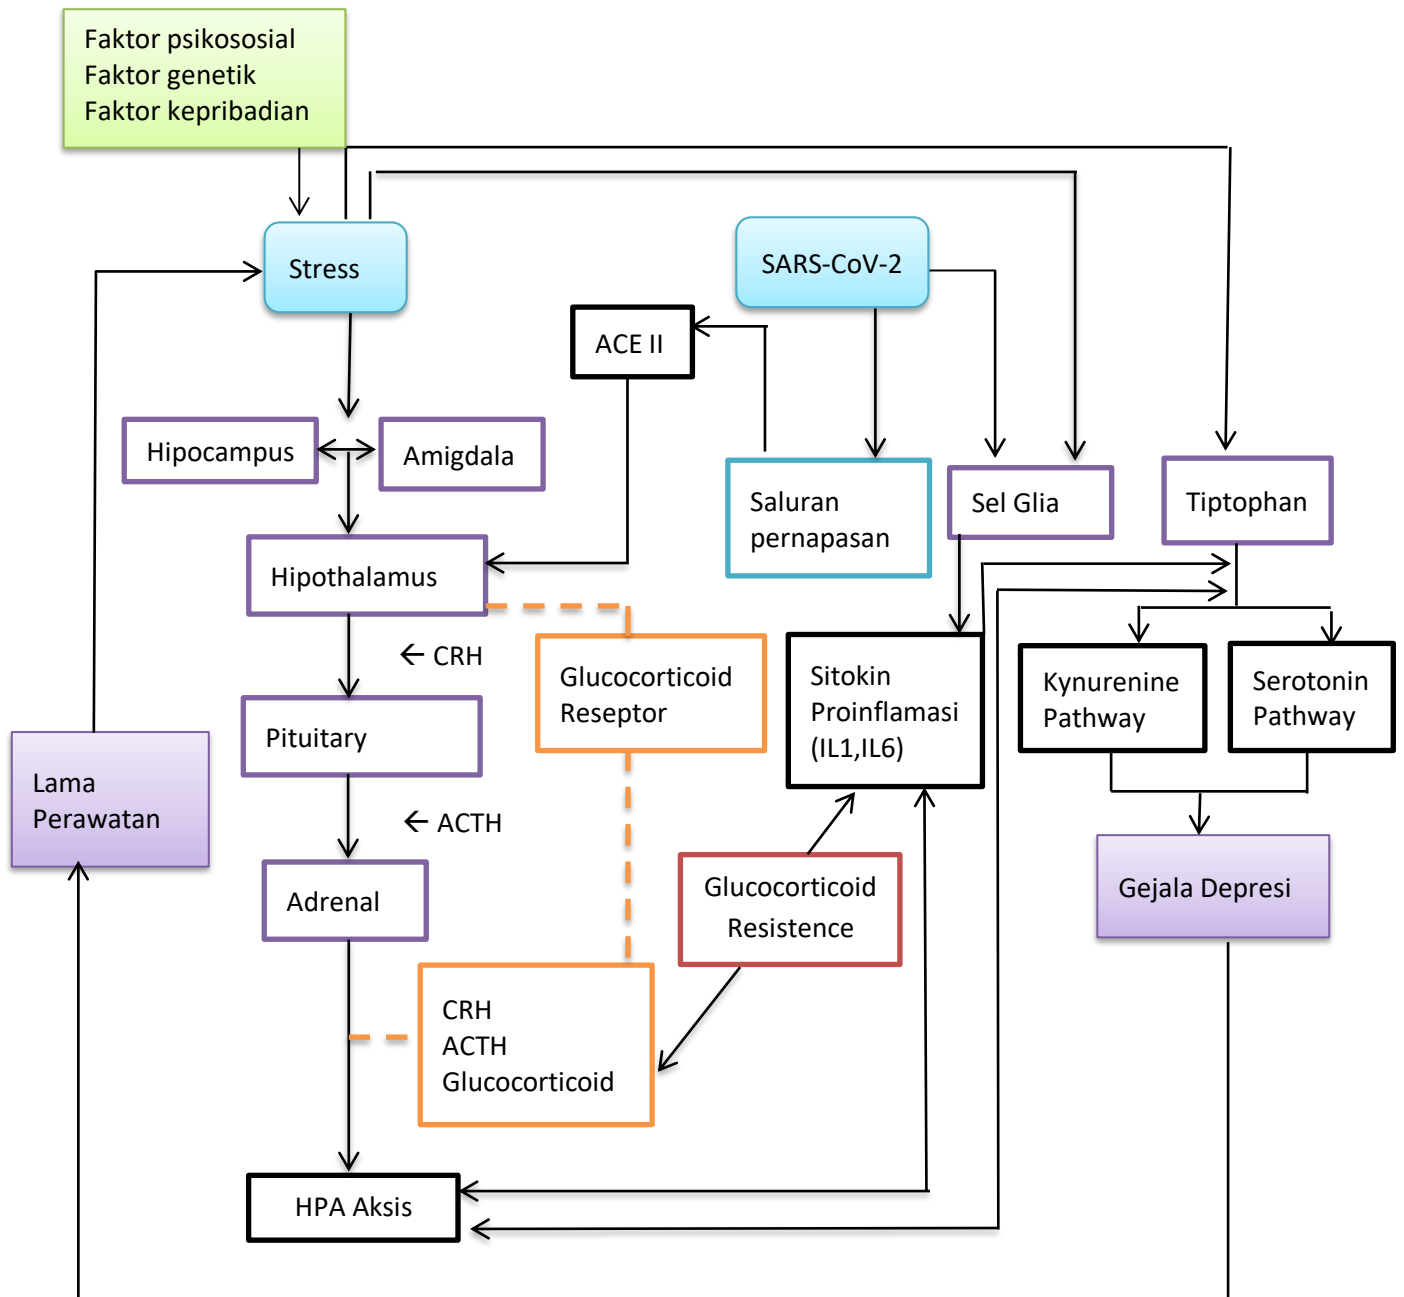 Faktor psikososial
Faktor genetik
Faktor kepribadian
Stress
SARS-CoV-2
ACE II
Hipocampus
Amigdala
Saluran
pernapasan
Sel Glia
Tiptophan
Hipothalamus
← CRH
Glucocorticoid
Reseptor
Sitokin
Proinflamasi
(IL1,IL6)
Kynurenine
Pathway
Serotonin
Pathway
Pituitary
Lama
Perawatan
← ACTH
Adrenal
Glucocorticoid
Resistence
Gejala Depresi
CRH
ACTH
Glucocorticoid
HPA Aksis